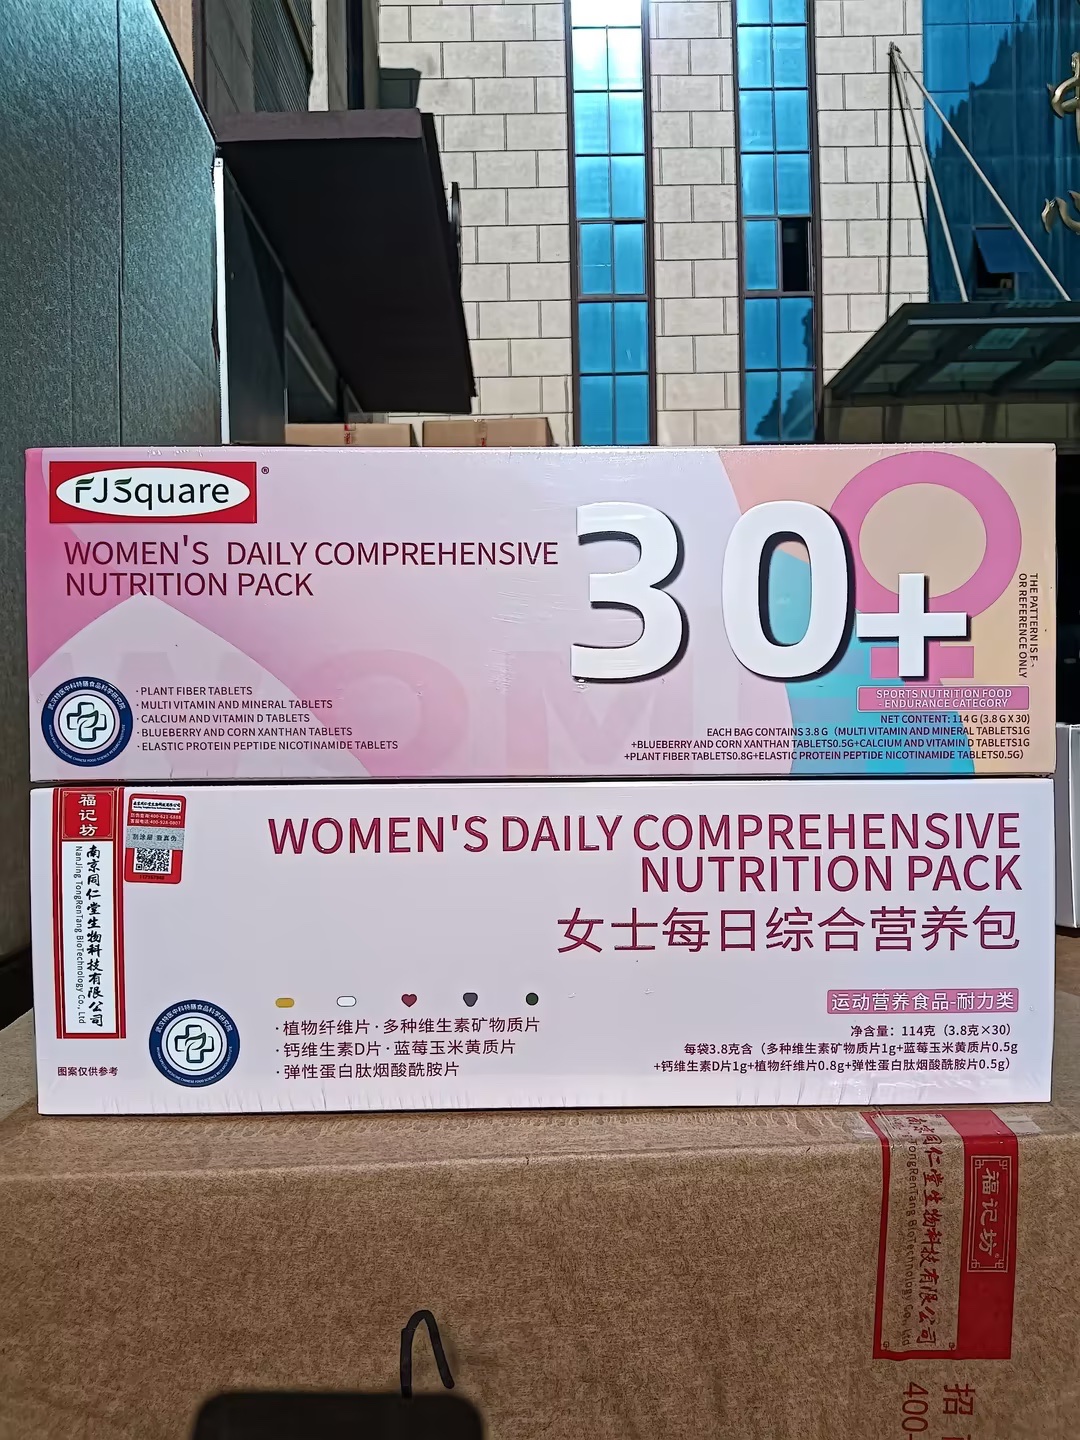 FJSquare®
WOMEN'S DAILY COMPREHENSIVE
NUTRITION PACK
30+
THE PATTERN IS F-
OR REFERENCE ONLY
· PLANT FIBER TABLETS
· MULTI VITAMIN AND MINERAL TABLETS
· CALCIUM AND VITAMIN D TABLETS
· BLUEBERRY AND CORN XANTHAN TABLETS
· ELASTIC PROTEIN PEPTIDE NICOTINAMIDE TABLETS
SPORTS NUTRITION FOOD
- ENDURANCE CATEGORY
NET CONTENT: 114 G (3.8 G X 30)
EACH BAG CONTAINS 3.8 G（MULTI VITAMIN AND MINERAL TABLETS1G
+BLUEBERRY AND CORN XANTHAN TABLETS0.5G+CALCIUM AND VITAMIN D TABLETS1G
+PLANT FIBER TABLETS0.8G+ELASTIC PROTEIN PEPTIDE NICOTINAMIDE TABLETS0.5G）
福记坊
南京同仁堂生物科技有限公司
NanJing TongRenTang BioTechnology Co., Ltd
图案仅供参考
WOMEN'S DAILY COMPREHENSIVE
NUTRITION PACK
女士每日综合营养包
· 植物纤维片 · 多种维生素矿物质片
· 钙维生素D片 · 蓝莓玉米黄质片
· 弹性蛋白肽烟酸酰胺片
运动营养食品-耐力类
净含量：114克（3.8克×30）
每袋3.8克含（多种维生素矿物质片1g+蓝莓玉米黄质片0.5g
+钙维生素D片1g+植物纤维片0.8g+弹性蛋白肽烟酸酰胺片0.5g）
福记坊
南京同仁堂生物科技有限公司
TongRenTang BioTechnology Co., Ltd
招
400-